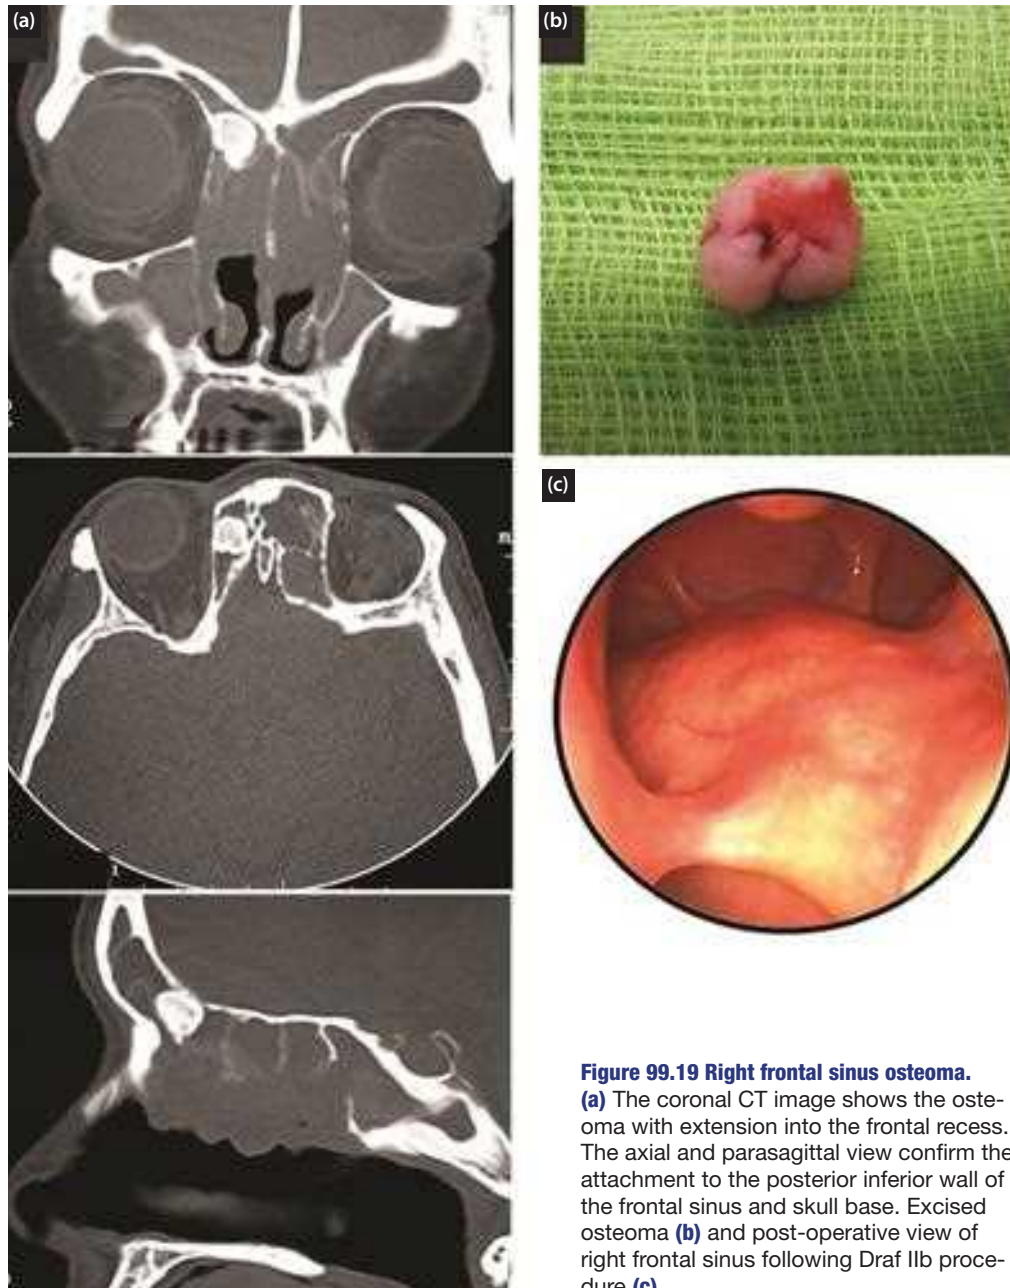 (a)
(b)
(c)
Figure 99.19 Right frontal sinus osteoma.
(a) The coronal CT image shows the oste-
oma with extension into the frontal recess.
The axial and parasagittal view confirm the
attachment to the posterior inferior wall of
the frontal sinus and skull base. Excised
osteoma (b) and post-operative view of
right frontal sinus following Draf IIb proce-
dure (c).